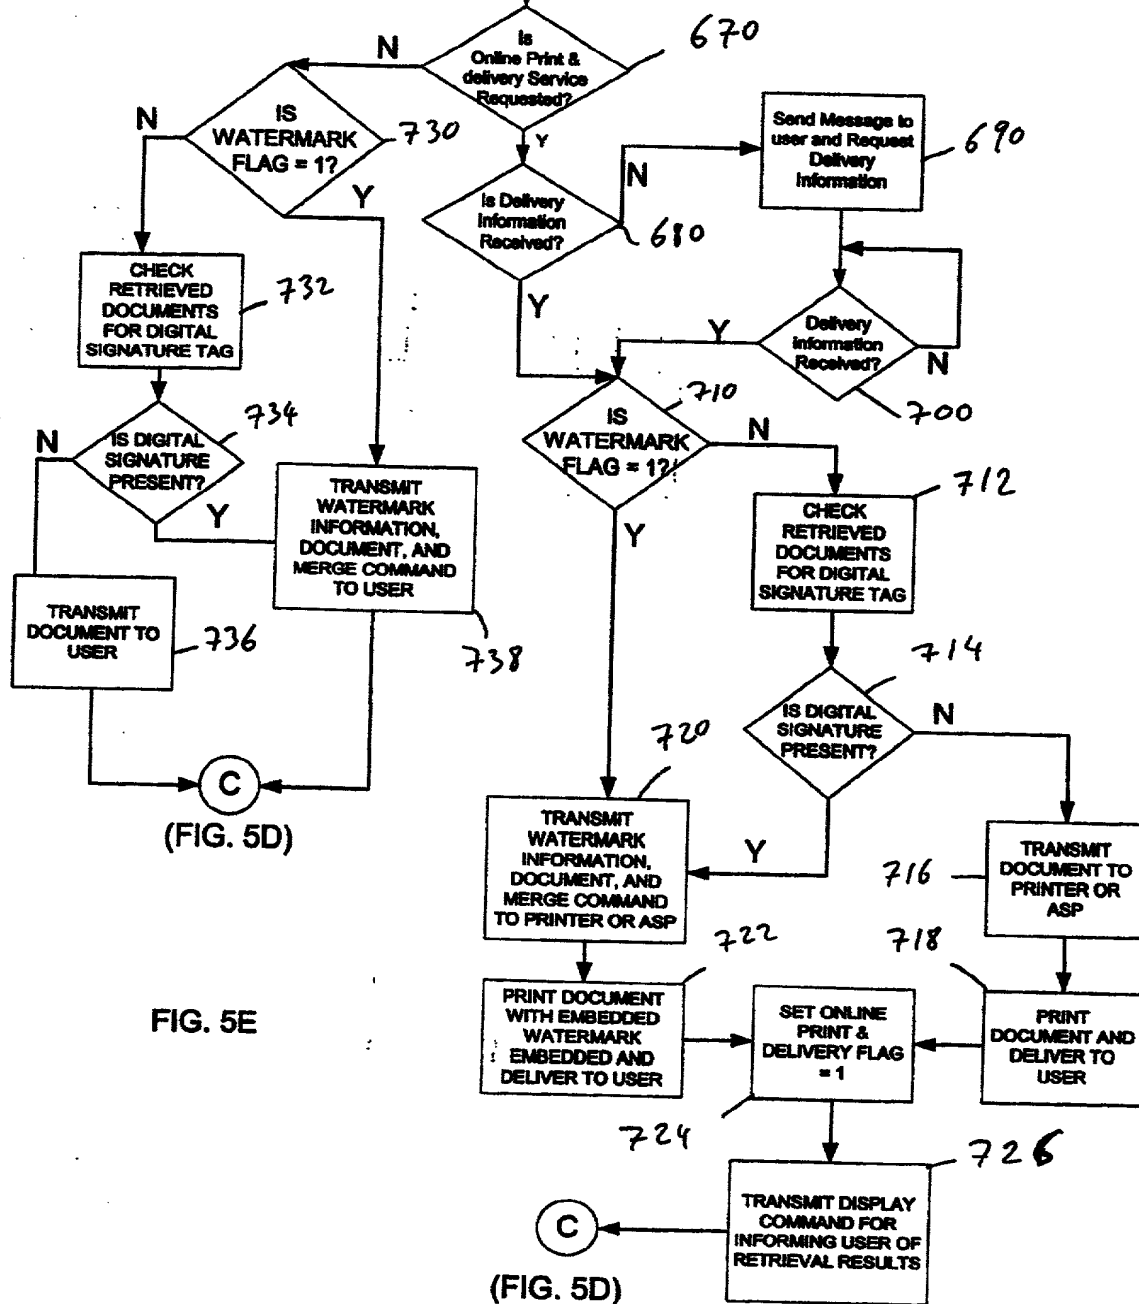 Is
Online Print &
delivery Service
Requested?
670
N
Y
IS
WATERMARK
FLAG = 1?
730
N
Y
Send Message to
user and Request
Delivery
Information
690
Is Delivery
Information
Received?
680
N
Y
CHECK
RETRIEVED
DOCUMENTS
FOR DIGITAL
SIGNATURE TAG
732
Delivery
information
Received?
700
Y
N
IS DIGITAL
SIGNATURE
PRESENT?
734
N
Y
IS
WATERMARK
FLAG = 1?
710
N
Y
TRANSMIT
WATERMARK
INFORMATION,
DOCUMENT, AND
MERGE COMMAND
TO USER
738
CHECK
RETRIEVED
DOCUMENTS
FOR DIGITAL
SIGNATURE TAG
712
TRANSMIT
DOCUMENT TO
USER
736
IS DIGITAL
SIGNATURE
PRESENT?
714
N
Y
C
(FIG. 5D)
TRANSMIT
WATERMARK
INFORMATION,
DOCUMENT, AND
MERGE COMMAND
TO PRINTER OR ASP
720
TRANSMIT
DOCUMENT TO
PRINTER OR
ASP
716
FIG. 5E
PRINT DOCUMENT
WITH EMBEDDED
WATERMARK
EMBEDDED AND
DELIVER TO USER
722
SET ONLINE
PRINT &
DELIVERY FLAG
= 1
724
PRINT
DOCUMENT AND
DELIVER TO
USER
718
TRANSMIT DISPLAY
COMMAND FOR
INFORMING USER OF
RETRIEVAL RESULTS
726
C
(FIG. 5D)